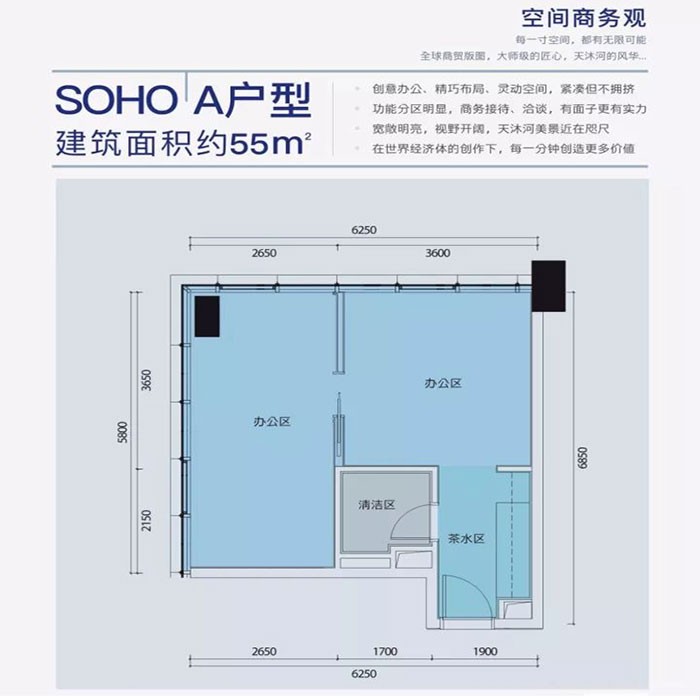 空间商务观
每一寸空间，都有无限可能
全球商贸版图，大师级的匠心，天沐河的风华...
SOHO A户型
建筑面积约55m²
创意办公、精巧布局、灵动空间，紧凑但不拥挤
功能分区明显，商务接待、洽谈，有面子更有实力
宽敞明亮，视野开阔，天沐河美景近在咫尺
在世界经济体的创作下，每一分钟创造更多价值
6250
2650 3600
3650
5800
2150
6850
办公区
办公区
清洁区
茶水区
2650 1700 1900
6250